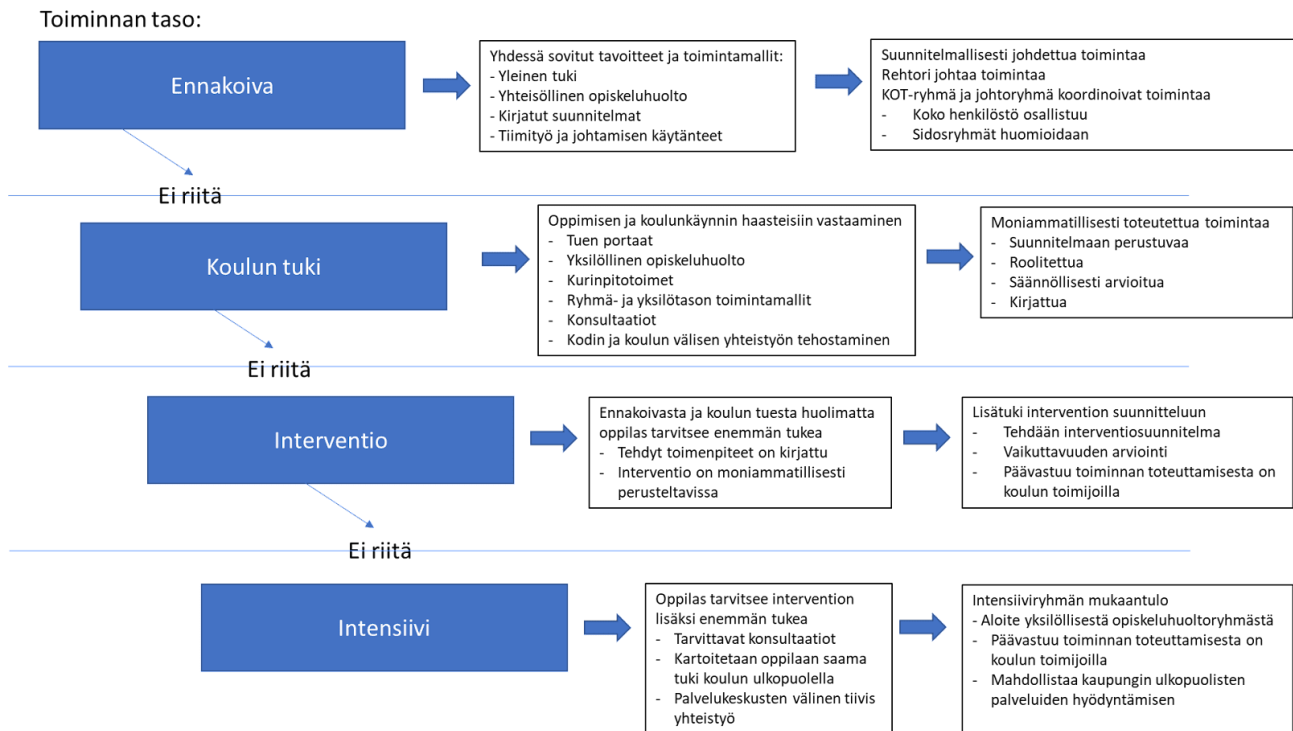 Toiminnan taso:
Ennakoiva
Yhdessä sovitut tavoitteet ja toimintamallit:
- Yleinen tuki
- Yhteisöllinen opiskeluhuolto
- Kirjatut suunnitelmat
- Tiimityö ja johtamisen käytänteet
Suunnitelmallisesti johdettua toimintaa
Rehtori johtaa toimintaa
KOT-ryhmä ja johtoryhmä koordinoivat toimintaa
- Koko henkilöstö osallistuu
- Sidosryhmät huomioidaan
Ei riitä
Koulun tuki
Oppimisen ja koulunkäynnin haasteisiin vastaaminen
- Tuen portaat
- Yksilöllinen opiskeluhuolto
- Kurinpitotoimet
- Ryhmä- ja yksilötason toimintamallit
- Konsultaatiot
- Kodin ja koulun välisen yhteistyön tehostaminen
Moniammatillisesti toteutettua toimintaa
- Suunnitelmaan perustuvaa
- Roolitettua
- Säännöllisesti arvioitua
- Kirjattua
Ei riitä
Interventio
Ennakoivasta ja koulun tuesta huolimatta
oppilas tarvitsee enemmän tukea
- Tehdyt toimenpiteet on kirjattu
- Interventio on moniammatillisesti
perusteltavissa
Lisätuki intervention suunnitteluun
- Tehdään interventiosuunnitelma
- Vaikuttavuuden arviointi
- Päävastuu toiminnan toteuttamisesta on
koulun toimijoilla
Ei riitä
Intensiivi
Oppilas tarvitsee intervention
lisäksi enemmän tukea
- Tarvittavat konsultaatiot
- Kartoitetaan oppilaan saama
tuki koulun ulkopuolella
- Palvelukeskusten välinen tiivis
yhteistyö
Intensiiviryhmän mukaantulo
- Aloite yksilöllisestä opiskeluhuoltoryhmästä
- Päävastuu toiminnan toteuttamisesta on
koulun toimijoilla
- Mahdollistaa kaupungin ulkopuolisten
palveluiden hyödyntämisen